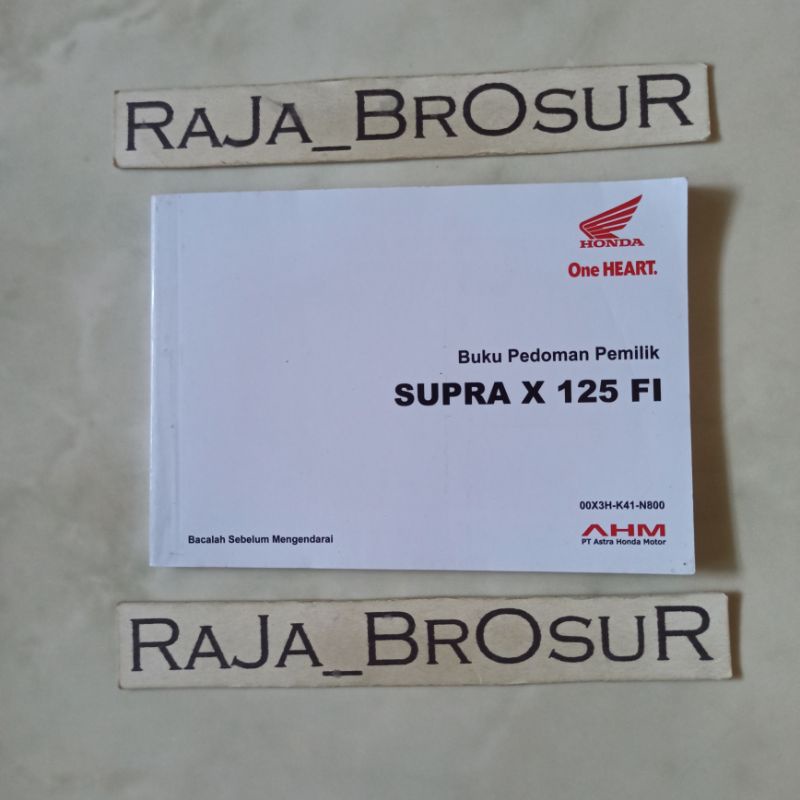 RAJA_BROSUR
HONDA
One HEART.
Buku Pedoman Pemilik
SUPRA X 125 FI
00X3H-K41-N800
AHM
PT Astra Honda Motor
Bacalah Sebelum Mengendarai
RAJA_BROSUR